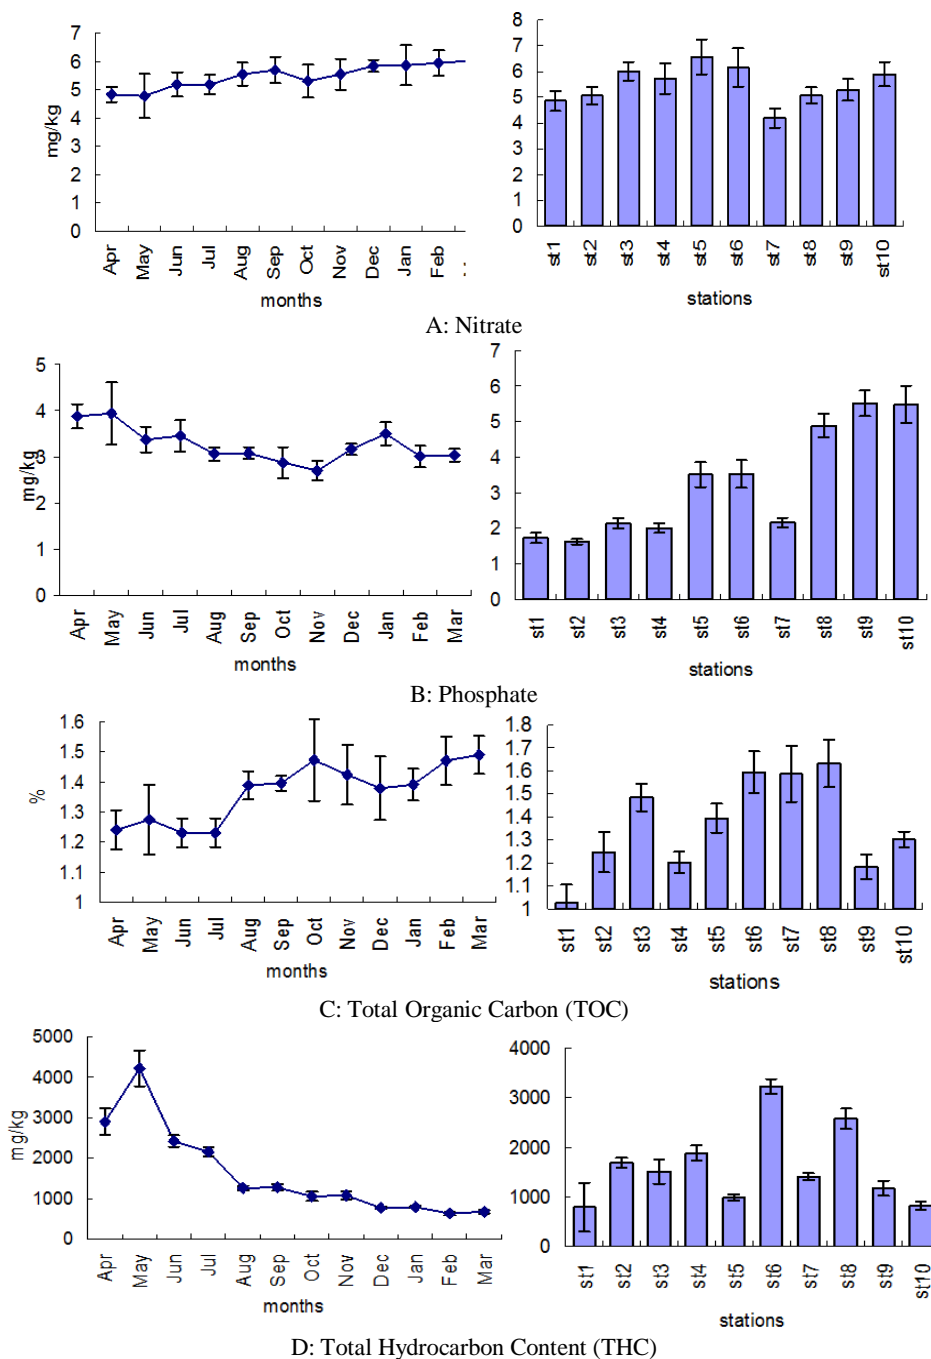 7
6
5
4
3
2
1
0
mg/kg
Apr
May
Jun
Jul
Aug
Sep
Oct
Nov
Dec
Jan
Feb
months
8
7
6
5
4
3
2
1
0
st1
st2
st3
st4
st5
st6
st7
st8
st9
st10
stations
A: Nitrate
5
4
3
2
1
0
mg/kg
Apr
May
Jun
Jul
Aug
Sep
Oct
Nov
Dec
Jan
Feb
Mar
months
7
6
5
4
3
2
1
0
st1
st2
st3
st4
st5
st6
st7
st8
st9
st10
stations
B: Phosphate
1.6
1.5
1.4
1.3
1.2
1.1
1
%
Apr
May
Jun
Jul
Aug
Sep
Oct
Nov
Dec
Jan
Feb
Mar
months
1.8
1.7
1.6
1.5
1.4
1.3
1.2
1.1
1
st1
st2
st3
st4
st5
st6
st7
st8
st9
st10
stations
C: Total Organic Carbon (TOC)
5000
4000
3000
2000
1000
0
mg/kg
Apr
May
Jun
Jul
Aug
Sep
Oct
Nov
Dec
Jan
Feb
Mar
months
4000
3000
2000
1000
0
st1
st2
st3
st4
st5
st6
st7
st8
st9
st10
stations
D: Total Hydrocarbon Content (THC)